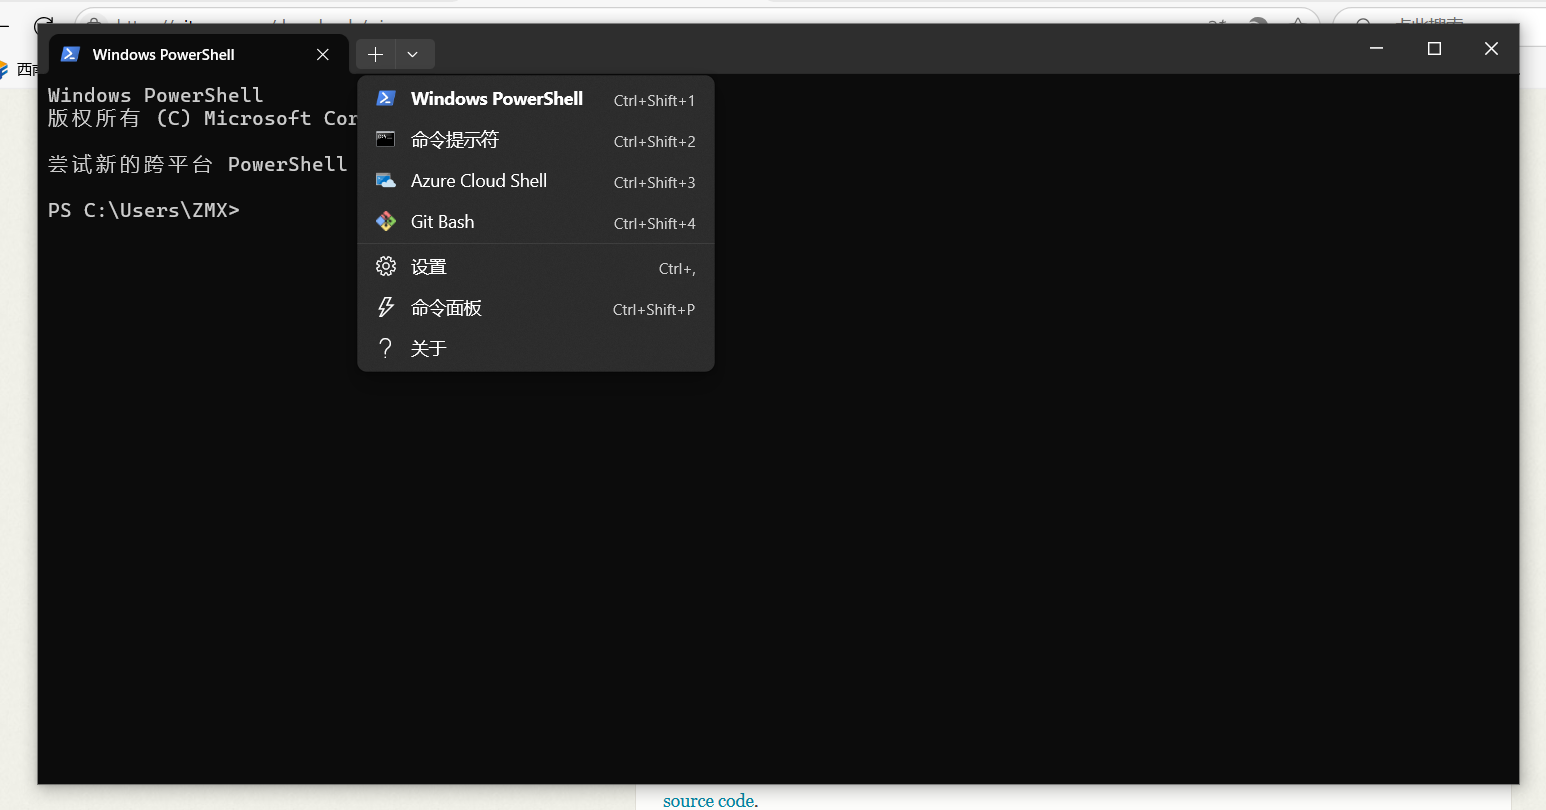 Windows PowerShell
西南
Windows PowerShell
版权所有 (C) Microsoft Cor
尝试新的跨平台 PowerShell
PS C:\Users\ZMX>
Windows PowerShell Ctrl+Shift+1
命令提示符 Ctrl+Shift+2
Azure Cloud Shell Ctrl+Shift+3
Git Bash Ctrl+Shift+4
设置 Ctrl+,
命令面板 Ctrl+Shift+P
关于
source code.